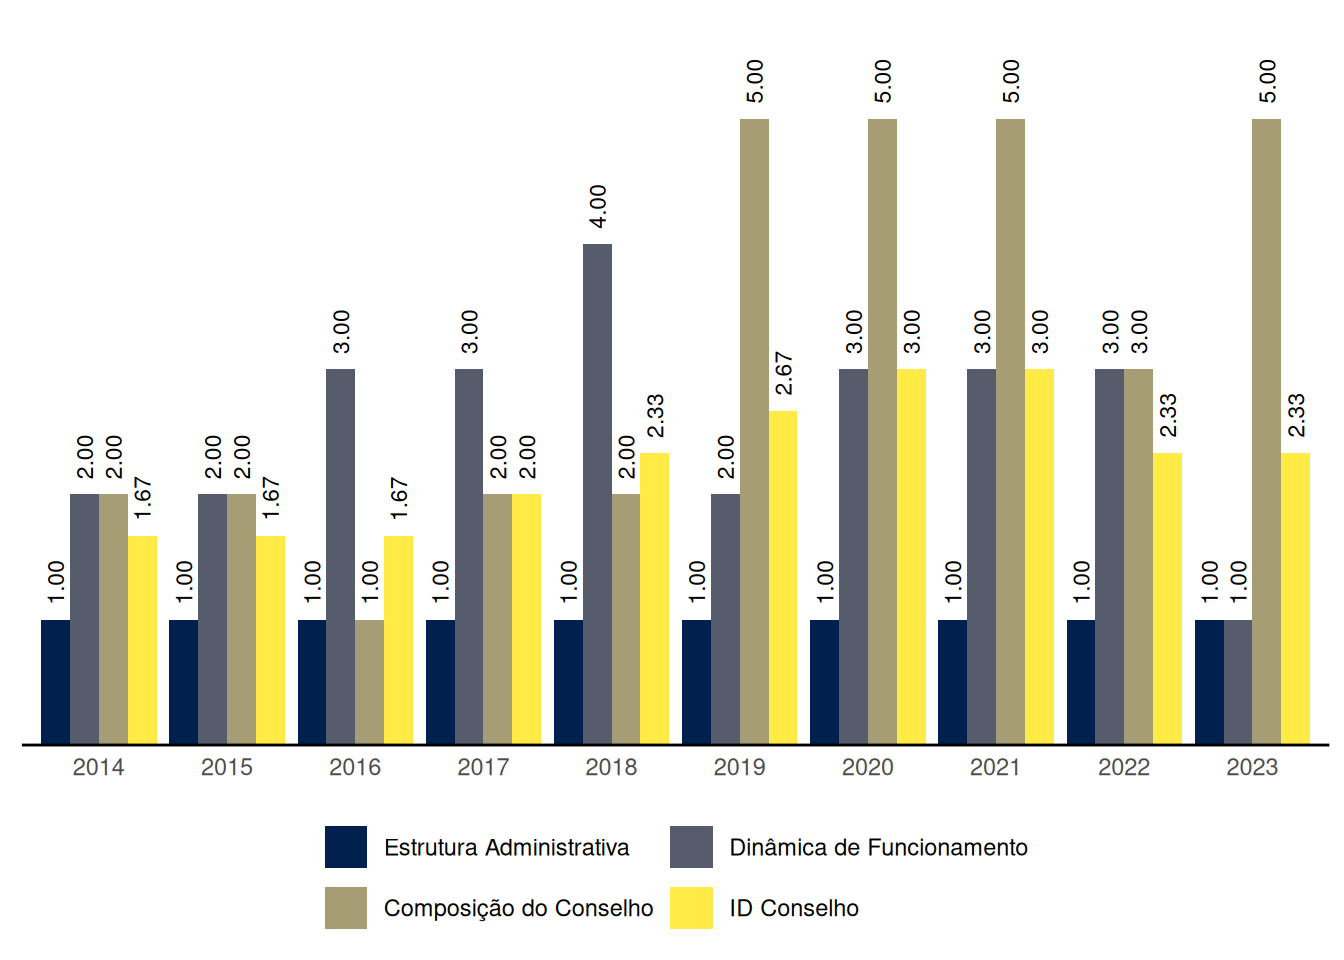 1.00 2.00 2.00 1.67
1.00 2.00 2.00 1.67
1.00 3.00 1.00 1.67
1.00 3.00 2.00 2.00
1.00 4.00 2.00 2.33
1.00 2.00 5.00 2.67
1.00 3.00 5.00 3.00
1.00 3.00 5.00 3.00
1.00 3.00 3.00 2.33
1.00 1.00 5.00 2.33
2014 2015 2016 2017 2018 2019 2020 2021 2022 2023
Estrutura Administrativa Dinâmica de Funcionamento
Composição do Conselho ID Conselho